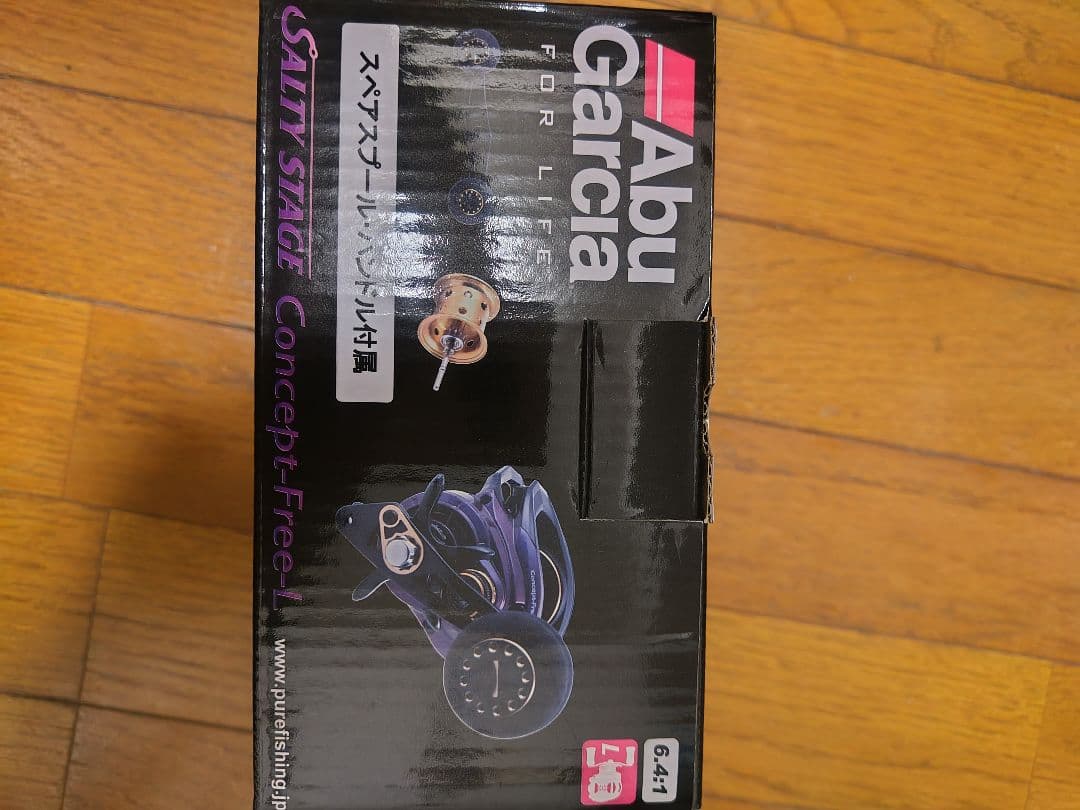 Abu
Garcia
FOR LIFE
スペアスプール・ハンドル付属
SALTY STAGE Concept-Free-L
www.purefishing.jp
6.4:1
L